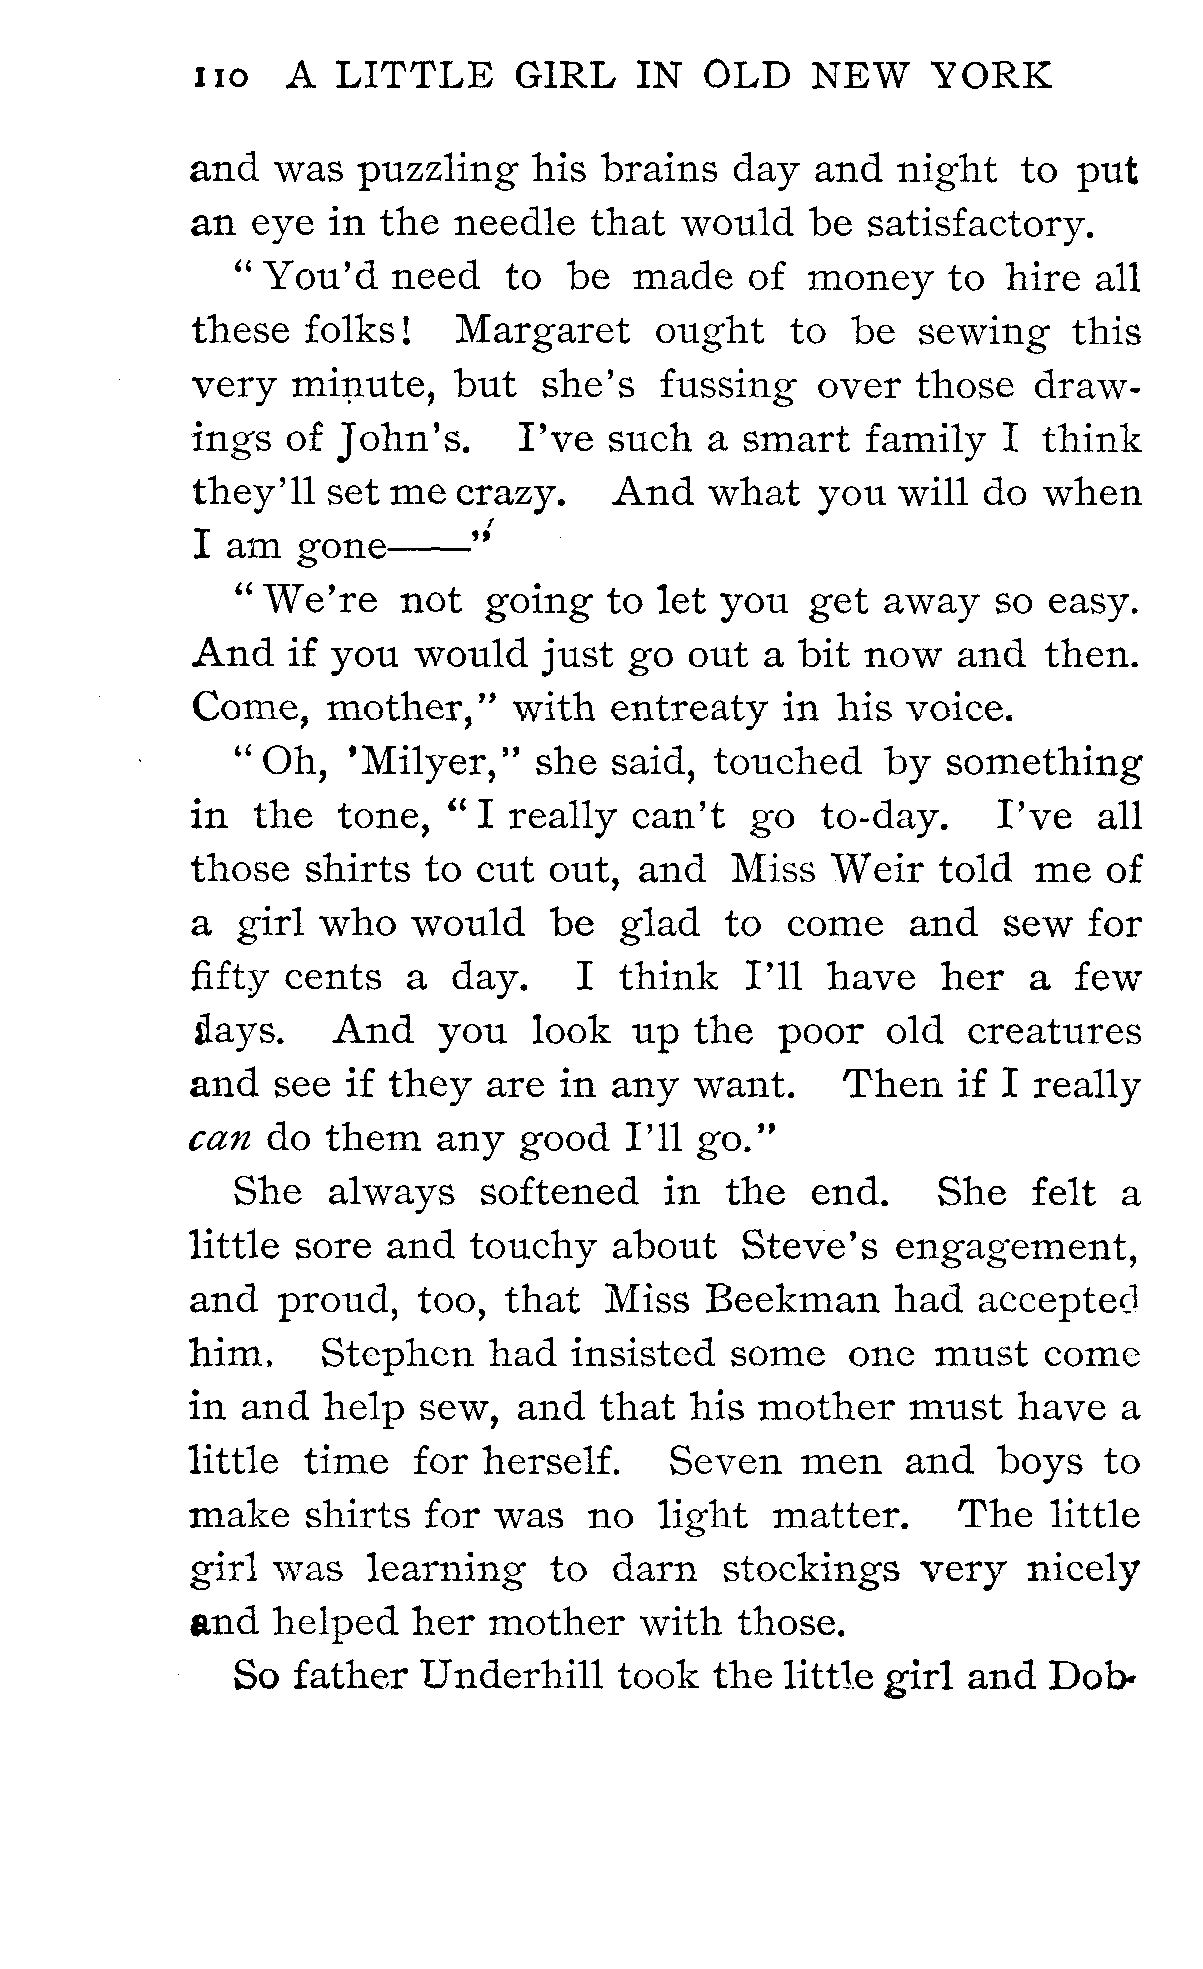 110 A LITTLE GIRL IN OLD NEW YORK
and was puzzling his brains day and night to put
an eye in the needle that would be satisfactory.
“You’d need to be made of money to hire all
these folks! Margaret ought to be sewing this
very minute, but she’s fussing over those draw-
ings of John’s. I’ve such a smart family I think
they’ll set me crazy. And what you will do when
I am gone——”
“We’re not going to let you get away so easy.
And if you would just go out a bit now and then.
Come, mother,” with entreaty in his voice.
“Oh, ’Milyer,” she said, touched by something
in the tone, “I really can’t go to-day. I’ve all
those shirts to cut out, and Miss Weir told me of
a girl who would be glad to come and sew for
fifty cents a day. I think I’ll have her a few
days. And you look up the poor old creatures
and see if they are in any want. Then if I really
can do them any good I’ll go.”
She always softened in the end. She felt a
little sore and touchy about Steve’s engagement,
and proud, too, that Miss Beekman had accepted
him. Stephen had insisted some one must come
in and help sew, and that his mother must have a
little time for herself. Seven men and boys to
make shirts for was no light matter. The little
girl was learning to darn stockings very nicely
and helped her mother with those.
So father Underhill took the little girl and Dob-